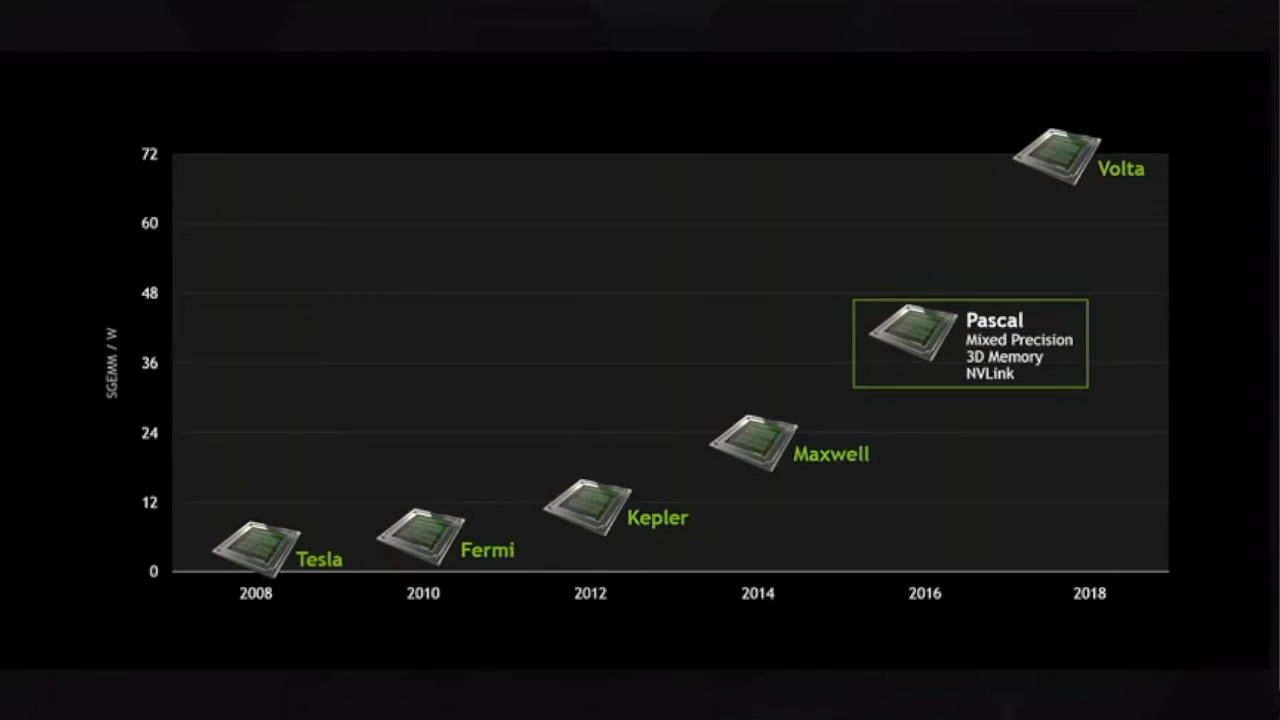 72
Volta
60
48
Pascal
Mixed Precision
3D Memory
NVLink
SGEMM / W
36
24
Maxwell
12
Kepler
Fermi
Tesla
0
2008 2010 2012 2014 2016 2018